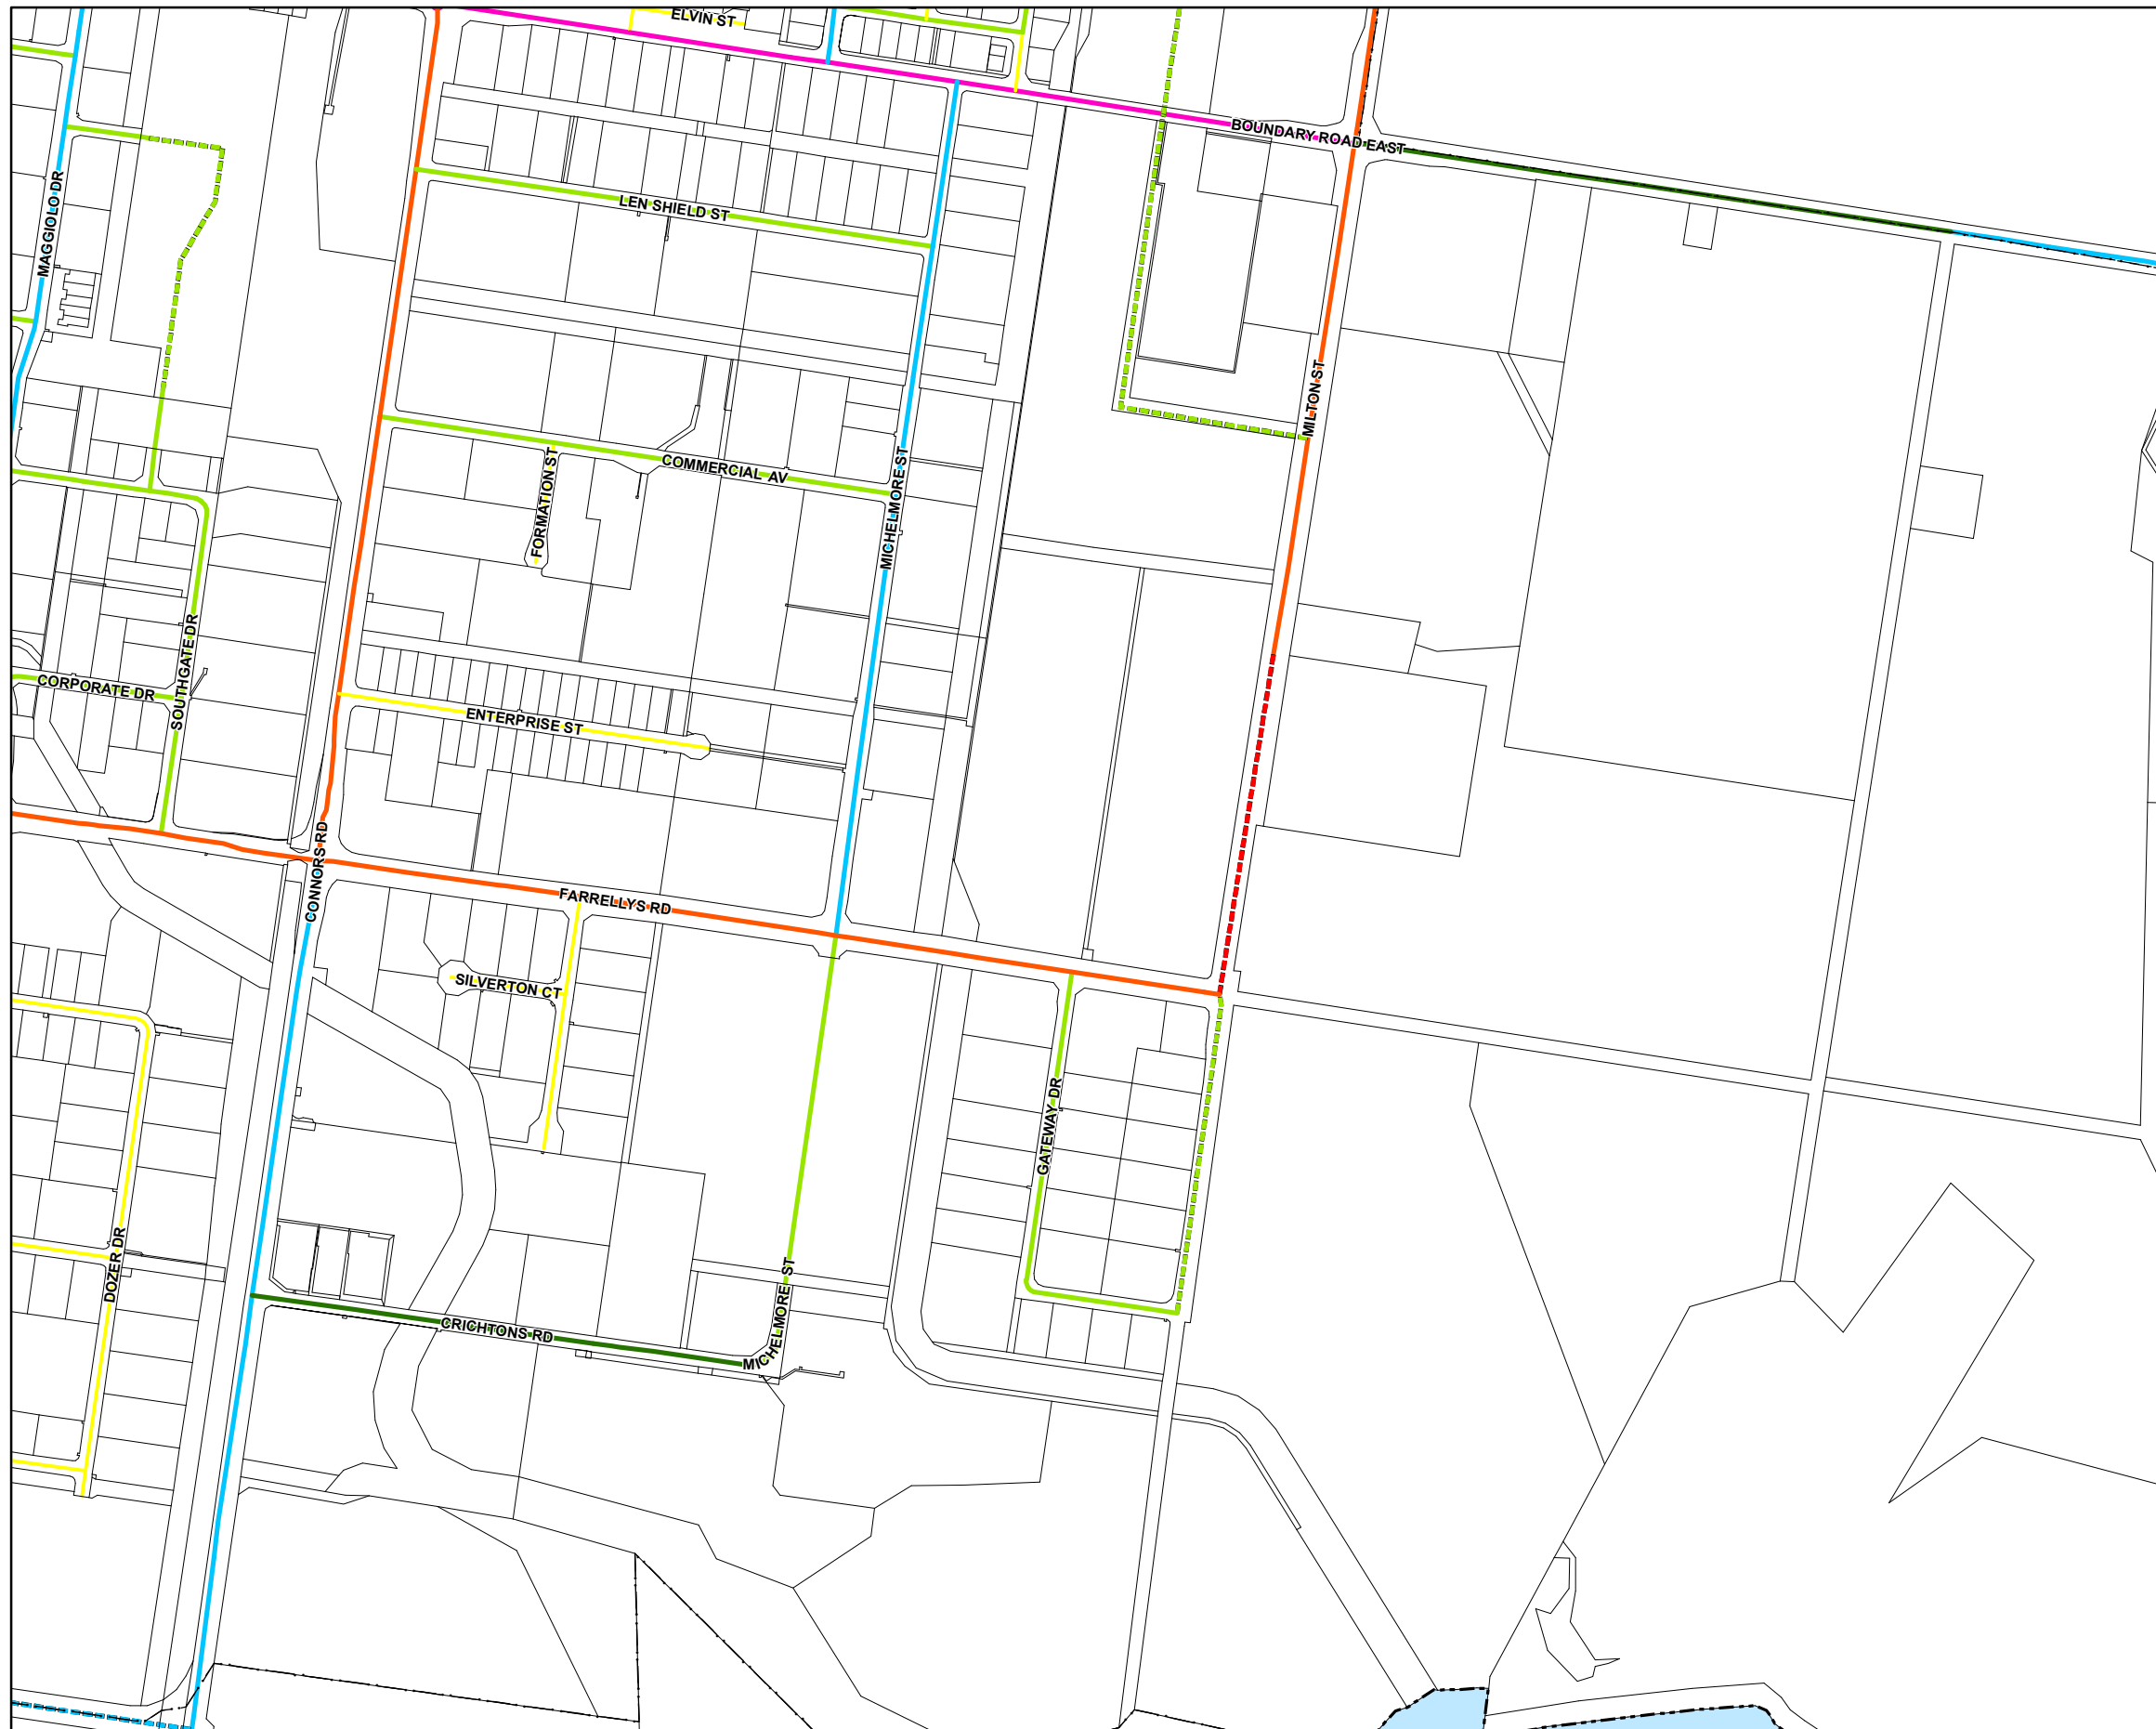 ELVIN ST
BOUNDARY ROAD EAST
MAGGIOLO DR
LEN SHIELD ST
MILTON ST
COMMERCIAL AV
FORMATION ST
MICHELMORE ST
SOUTHGATE DR
CORPORATE DR
ENTERPRISE ST
CONNORS RD
FARRELLYS RD
SILVERTON CT
GATEWAY DR
DOZER DR
MICHELMORE ST
CRICHTONS RD